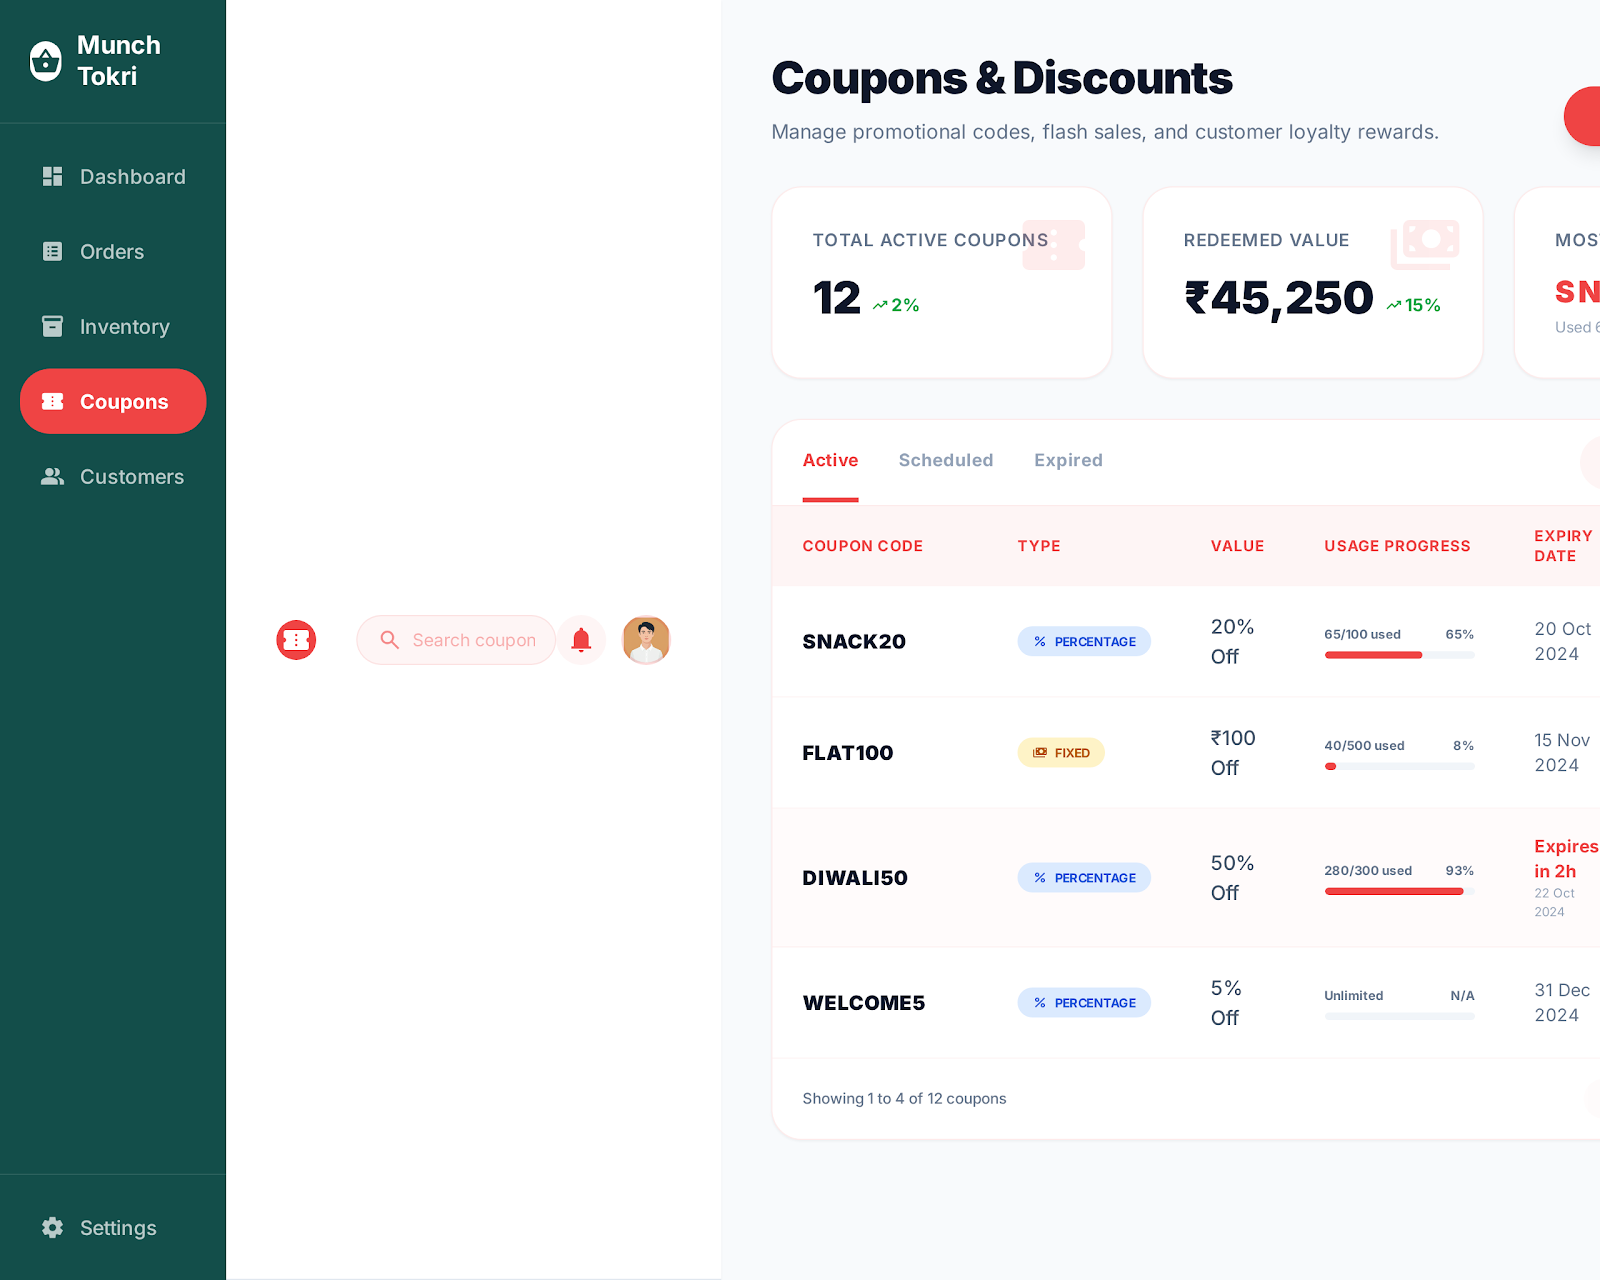 Munch
Tokri
Dashboard
Orders
Inventory
Coupons
Customers
Settings
Search coupon
Coupons & Discounts
Manage promotional codes, flash sales, and customer loyalty rewards.
TOTAL ACTIVE COUPONS
12 2%
REDEEMED VALUE
₹45,250 15%
MOS
SN
Used 6
Active Scheduled Expired
COUPON CODE TYPE VALUE USAGE PROGRESS EXPIRY
DATE
SNACK20 % PERCENTAGE 20%
Off 65/100 used 65% 20 Oct
2024
FLAT100 FIXED ₹100
Off 40/500 used 8% 15 Nov
2024
DIWALI50 % PERCENTAGE 50%
Off 280/300 used 93% Expires
in 2h
22 Oct
2024
WELCOME5 % PERCENTAGE 5%
Off Unlimited N/A 31 Dec
2024
Showing 1 to 4 of 12 coupons